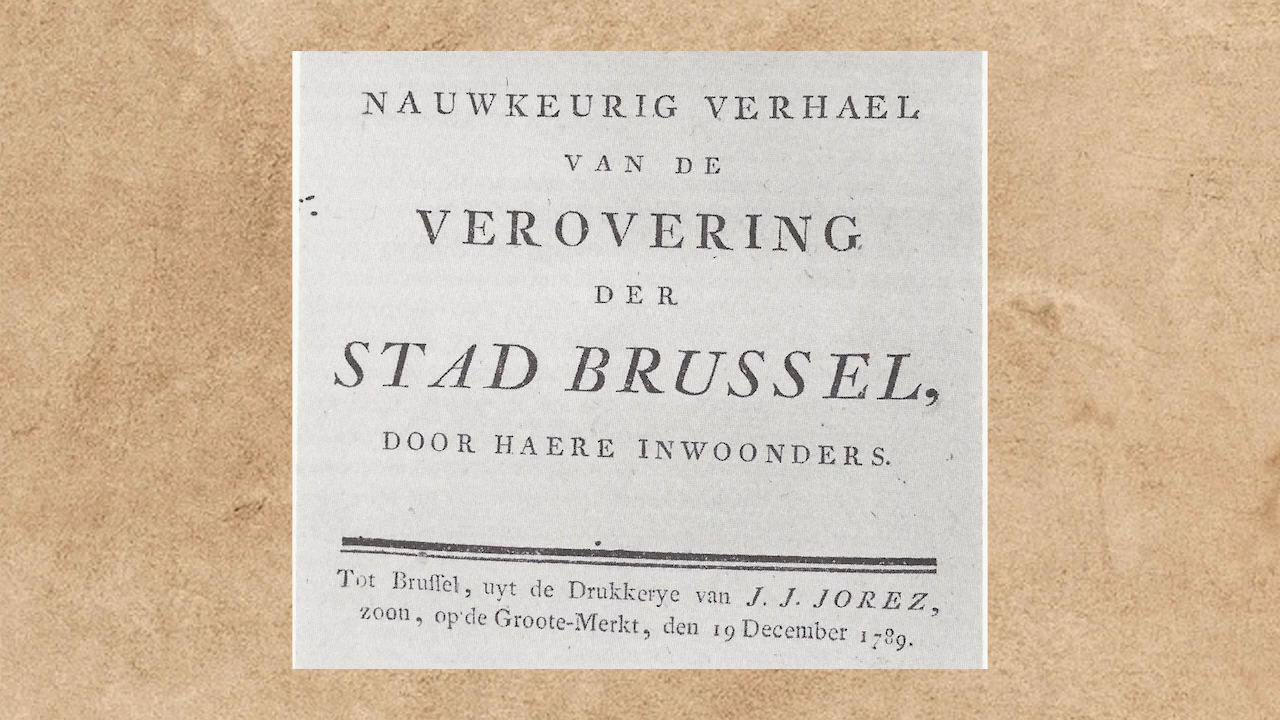 NAUWKEURIG VERHAEL
VAN DE
VEROVERING
DER
STAD BRUSSEL,
DOOR HAERE INWOONDERS.
Tot Bruſſel, uyt de Drukkerye van J. J. JOREZ,
zoon, op de Groote-Merkt, den 19 December 1789.